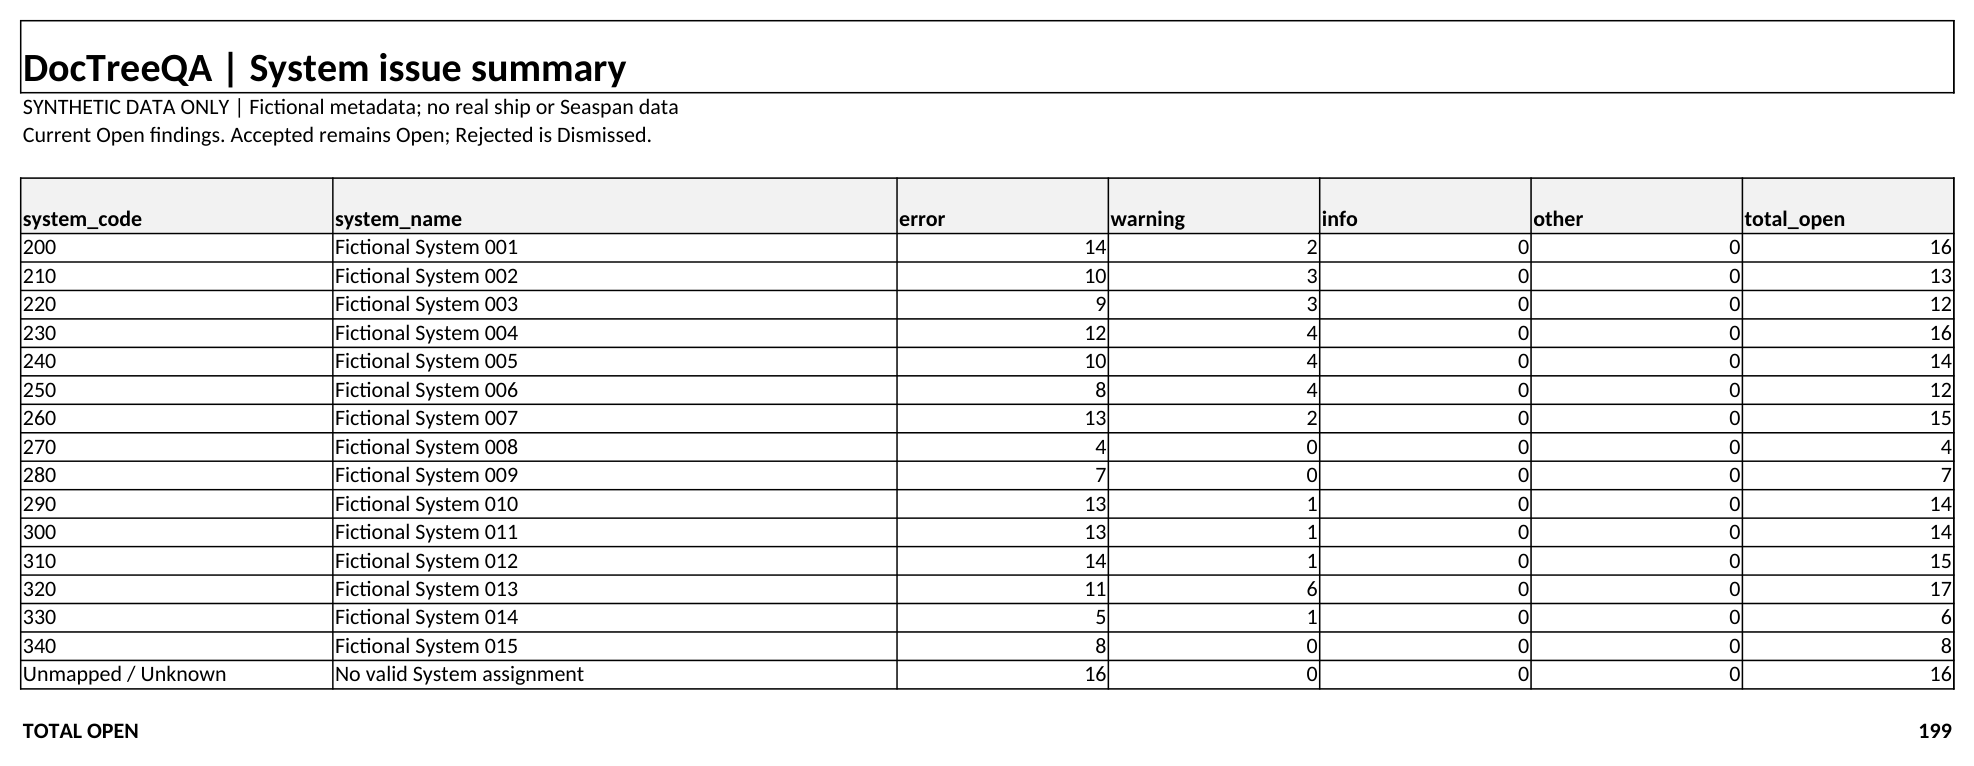 DocTreeQA | System issue summary
SYNTHETIC DATA ONLY | Fictional metadata; no real ship or Seaspan data
Current Open findings. Accepted remains Open; Rejected is Dismissed.
system_code system_name error warning info other total_open
200 Fictional System 001 14 2 0 0 16
210 Fictional System 002 10 3 0 0 13
220 Fictional System 003 9 3 0 0 12
230 Fictional System 004 12 4 0 0 16
240 Fictional System 005 10 4 0 0 14
250 Fictional System 006 8 4 0 0 12
260 Fictional System 007 13 2 0 0 15
270 Fictional System 008 4 0 0 0 4
280 Fictional System 009 7 0 0 0 7
290 Fictional System 010 13 1 0 0 14
300 Fictional System 011 13 1 0 0 14
310 Fictional System 012 14 1 0 0 15
320 Fictional System 013 11 6 0 0 17
330 Fictional System 014 5 1 0 0 6
340 Fictional System 015 8 0 0 0 8
Unmapped / Unknown No valid System assignment 16 0 0 0 16
TOTAL OPEN 199